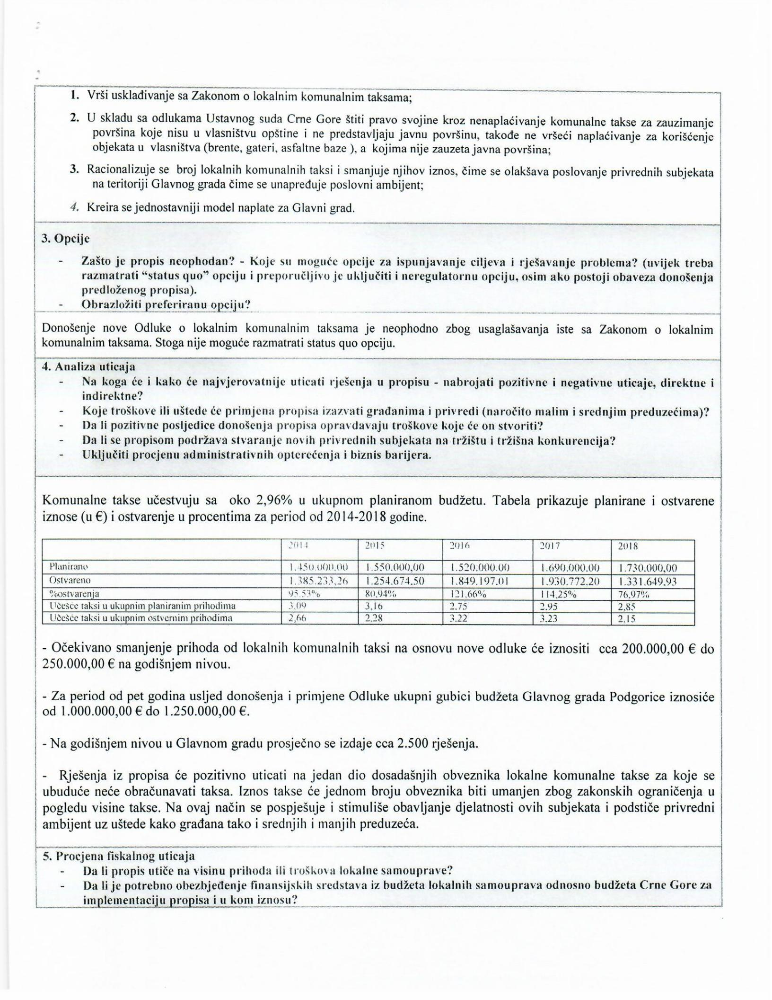 1. Vrši usklađivanje sa Zakonom o lokalnim komunalnim taksama;
2. U skladu sa odlukama Ustavnog suda Crne Gore štiti pravo svojine kroz nenaplaćivanje komunalne takse za zauzimanje
površina koje nisu u vlasništvu opštine i ne predstavljaju javnu površinu, takođe ne vršeći naplaćivanje za korišćenje
objekata u vlasništva (brente, gateri, asfaltne baze ), a kojima nije zauzeta javna površina;
3. Racionalizuje se broj lokalnih komunalnih taksi i smanjuje njihov iznos, čime se olakšava poslovanje privrednih subjekata
na teritoriji Glavnog grada čime se unapređuje poslovni ambijent;
4. Kreira se jednostavniji model naplate za Glavni grad.
3. Opcije
- Zašto je propis neophodan? - Koje su moguće opcije za ispunjavanje ciljeva i rješavanje problema? (uvijek treba
razmatrati “status quo” opciju i preporučljivo je uključiti i neregulatornu opciju, osim ako postoji obaveza donošenja
predloženog propisa).
- Obrazložiti preferiranu opciju?
Donošenje nove Odluke o lokalnim komunalnim taksama je neophodno zbog usaglašavanja iste sa Zakonom o lokalnim
komunalnim taksama. Stoga nije moguće razmatrati status quo opciju.
4. Analiza uticaja
- Na koga će i kako će najvjerovatnije uticati rješenja u propisu - nabrojati pozitivne i negativne uticaje, direktne i
indirektne?
- Koje troškove ili uštede će primjena propisa izazvati građanima i privredi (naročito malim i srednjim preduzećima)?
- Da li pozitivne posljedice donošenja propisa opravdavaju troškove koje će on stvoriti?
- Da li se propisom podržava stvaranje novih privrednih subjekata na tržištu i tržišna konkurencija?
- Uključiti procjenu administrativnih opterećenja i biznis barijera.
Komunalne takse učestvuju sa oko 2,96% u ukupnom planiranom budžetu. Tabela prikazuje planirane i ostvarene
iznose (u €) i ostvarenje u procentima za period od 2014-2018 godine.
2014 2015 2016 2017 2018
Planirano 1.450.000.00 1.550.000,00 1.520.000.00 1.690.000.00 1.730.000,00
Ostvareno 1.385.233,26 1.254.674.50 1.849.197.01 1.930.772.20 1.331.649.93
%ostvarenja 95.53% 80,94% 121.66% 114,25% 76,97%
Učešće taksi u ukupnim planiranim prihodima 3,09 3,16 2.75 2.95 2,85
Učešće taksi u ukupnim ostvernim prihodima 2,66 2.28 3.22 3.23 2.15
- Očekivano smanjenje prihoda od lokalnih komunalnih taksi na osnovu nove odluke će iznositi cca 200.000,00 € do
250.000,00 € na godišnjem nivou.
- Za period od pet godina usljed donošenja i primjene Odluke ukupni gubici budžeta Glavnog grada Podgorice iznosiće
od 1.000.000,00 € do 1.250.000,00 €.
- Na godišnjem nivou u Glavnom gradu prosječno se izdaje cca 2.500 rješenja.
- Rješenja iz propisa će pozitivno uticati na jedan dio dosadašnjih obveznika lokalne komunalne takse za koje se
ubuduće neće obračunavati taksa. Iznos takse će jednom broju obveznika biti umanjen zbog zakonskih ograničenja u
pogledu visine takse. Na ovaj način se pospješuje i stimuliše obavljanje djelatnosti ovih subjekata i podstiče privredni
ambijent uz uštede kako građana tako i srednjih i manjih preduzeća.
5. Procjena fiskalnog uticaja
- Da li propis utiče na visinu prihoda ili troškova lokalne samouprave?
- Da li je potrebno obezbjeđenje finansijskih sredstava iz budžeta lokalnih samouprava odnosno budžeta Crne Gore za
implementaciju propisa i u kom iznosu?